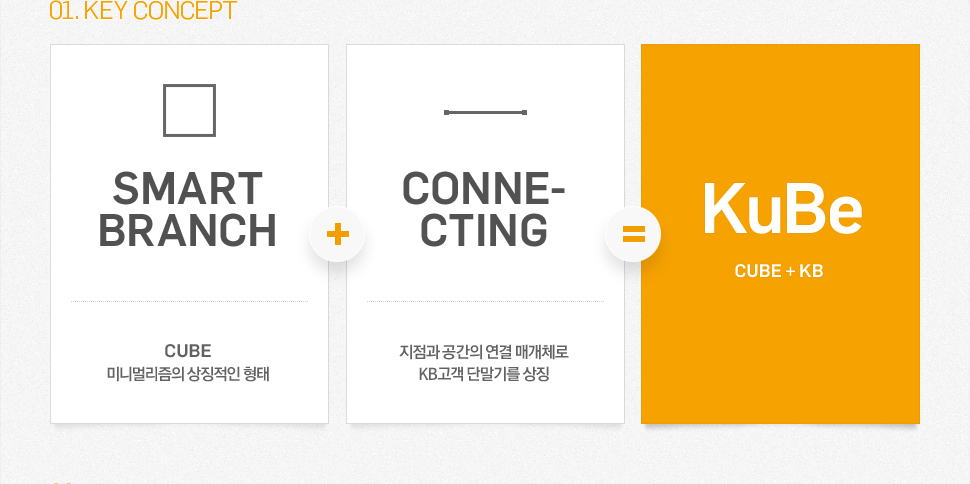 01. KEY CONCEPT
SMART
BRANCH
CUBE
미니멀리즘의 상징적인 형태
+
CONNE-
CTING
지점과 공간의 연결 매개체로
KB고객 단말기를 상징
=
KuBe
CUBE + KB